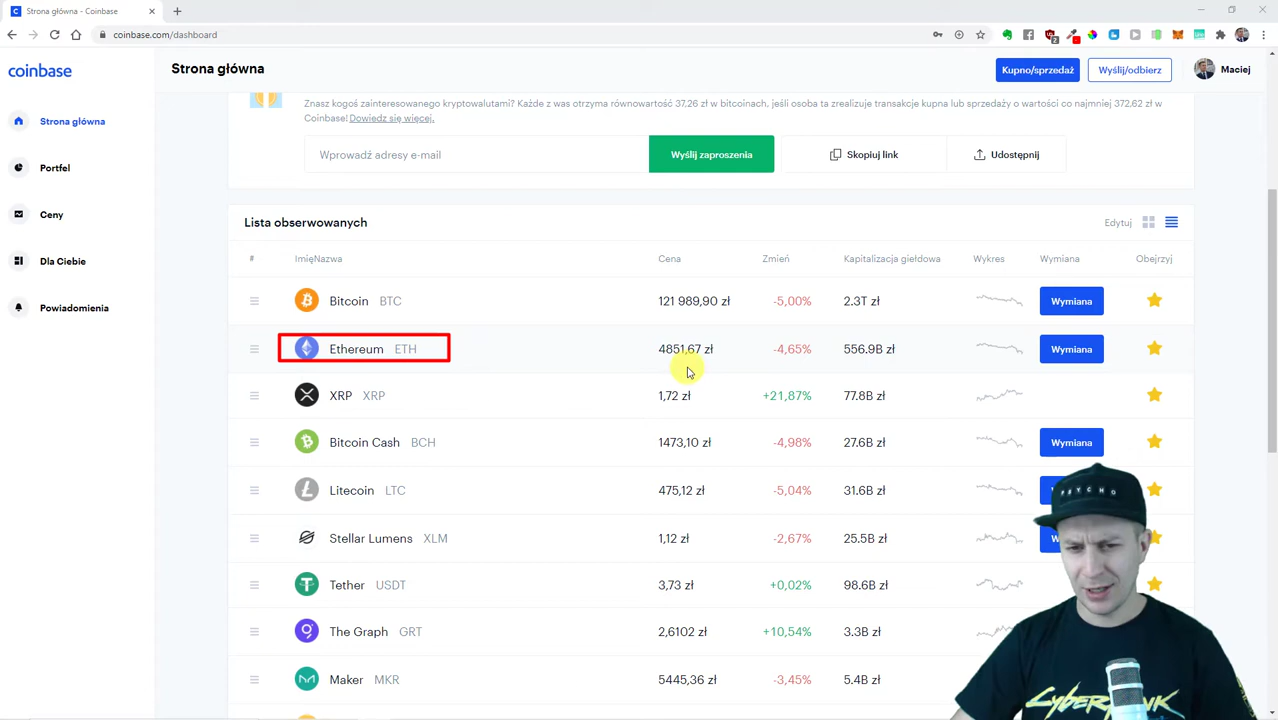 Strona główna - Coinbase
coinbase.com/dashboard
2
coinbase
Strona główna
Kupno/sprzedaż
Wyślij/odbierz
Maciej
Strona główna
Portfel
Ceny
Dla Ciebie
Powiadomienia
Znasz kogoś zainteresowanego kryptowalutami? Każde z was otrzyma równowartość 37,26 zł w bitcoinach, jeśli osoba ta zrealizuje transakcje kupna lub sprzedaży o wartości co najmniej 372,62 zł w
Coinbase! Dowiedz się więcej.
Wprowadź adresy e-mail
Wyślij zaproszenia
Skopiuj link
Udostępnij
Lista obserwowanych
Edytuj
# ImięNazwa Cena Zmień Kapitalizacja giełdowa Wykres Wymiana Obejrzyj
Bitcoin BTC 121 989,90 zł -5,00% 2.3T zł Wymiana
Ethereum ETH 4851,67 zł -4,65% 556.9B zł Wymiana
XRP XRP 1,72 zł +21,87% 77.8B zł
Bitcoin Cash BCH 1473,10 zł -4,98% 27.6B zł Wymiana
Litecoin LTC 475,12 zł -5,04% 31.6B zł
Stellar Lumens XLM 1,12 zł -2,67% 25.5B zł
Tether USDT 3,73 zł +0,02% 98.6B zł
The Graph GRT 2,6102 zł +10,54% 3.3B zł
Maker MKR 5445,36 zł -3,45% 5.4B zł
PSYCHO